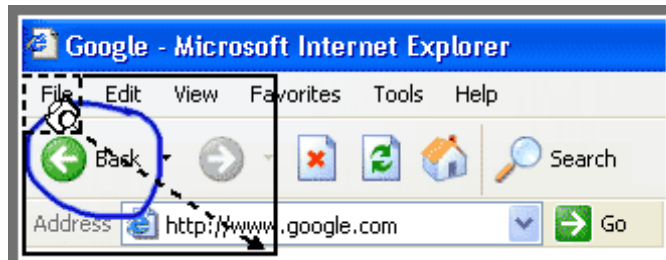 Google - Microsoft Internet Explorer
File Edit View Favorites Tools Help
Back Search
Address http://www.google.com Go